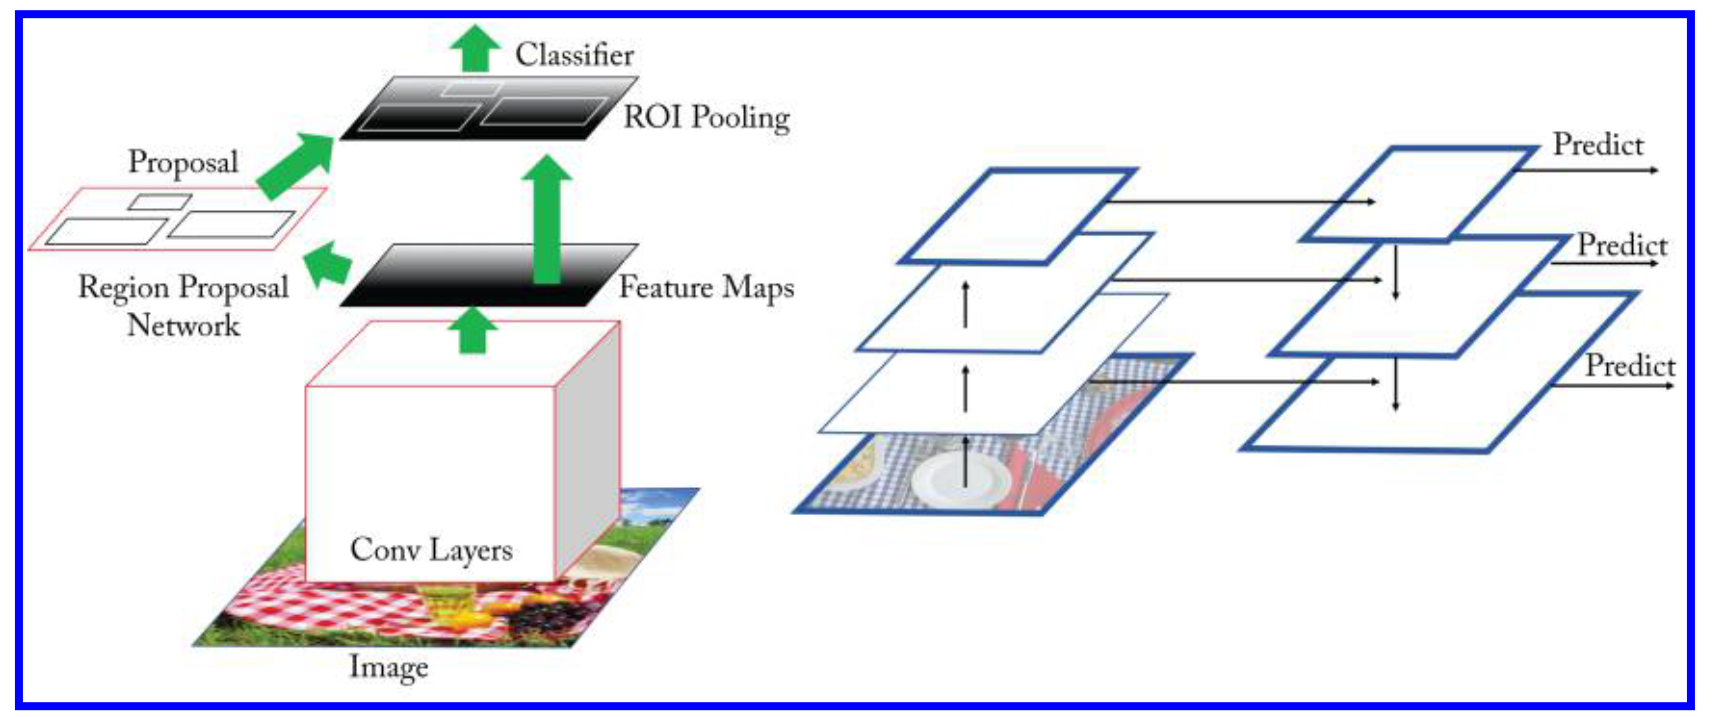 Classifier
ROI Pooling
Proposal
Region Proposal
Network
Feature Maps
Conv Layers
Image
Predict
Predict
Predict